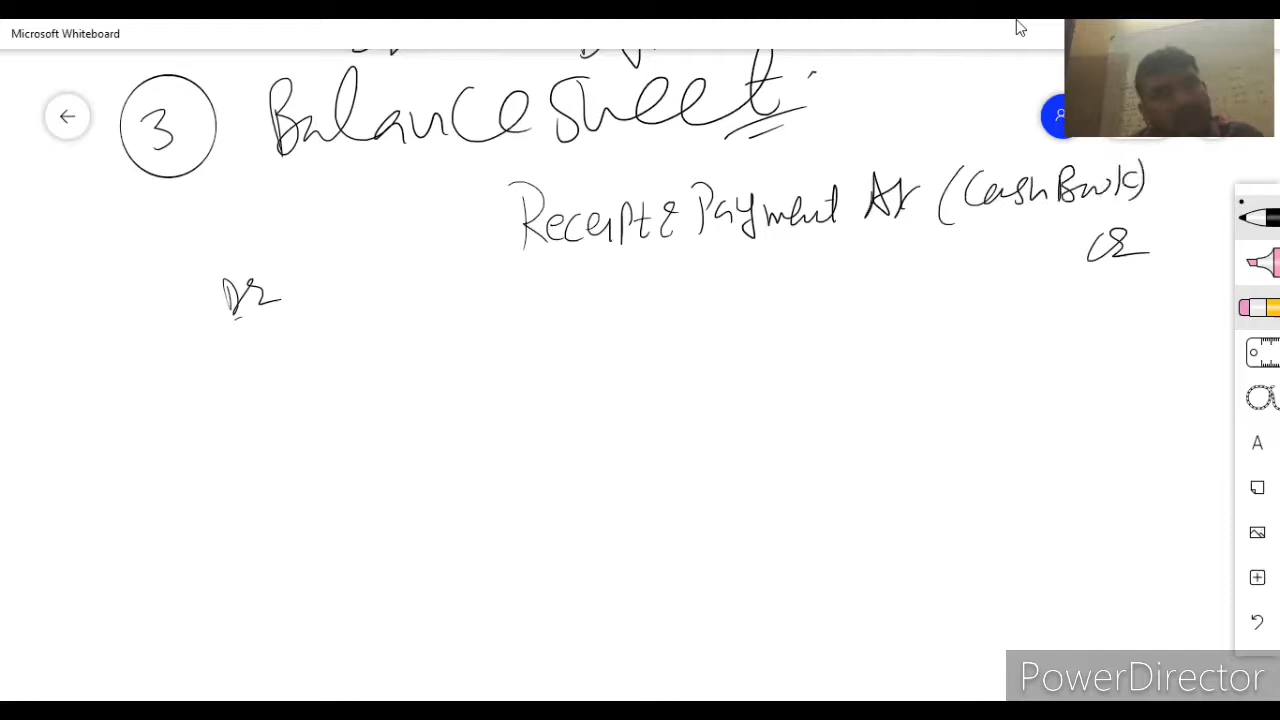 Microsoft Whiteboard
3 Balance Sheet
Receipt & Payment A/c (Cash Book)
Dr Cr
A
PowerDirector